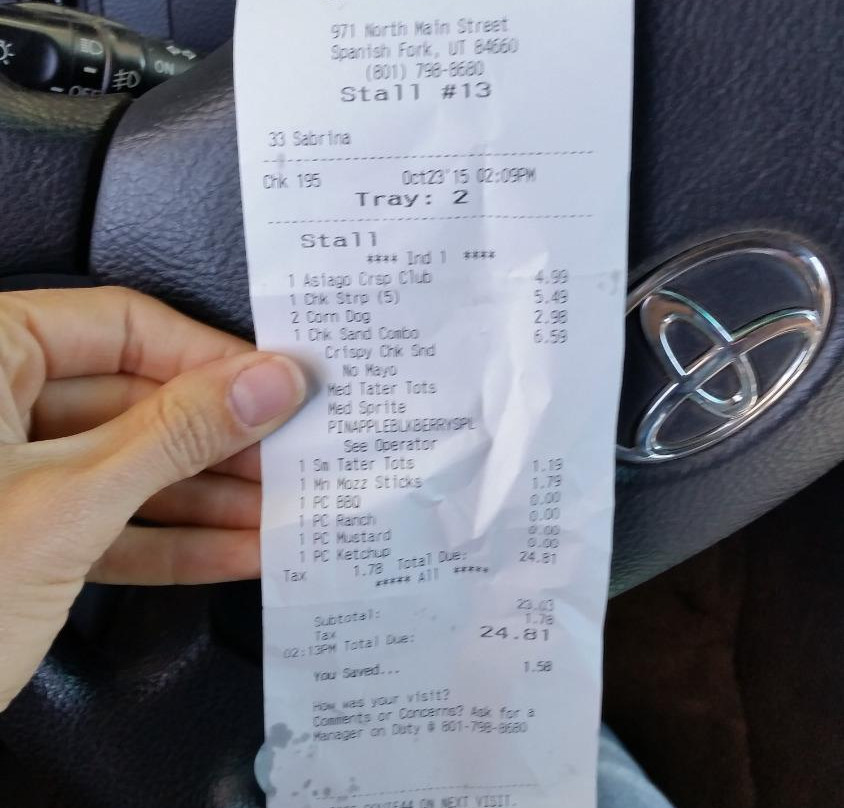 971 North Main Street
Spanish Fork, UT 84660
(801) 798-8680
Stall #13
33 Sabrina
Chk 195 Oct23'15 02:09PM
Tray: 2
Stall
**** Ind 1 ****
1 Asiago Crsp Club 4.99
1 Chk Strp (5) 5.49
2 Corn Dog 2.98
1 Chk Sand Combo 6.59
Crispy Chk Snd
No Mayo
Med Tater Tots
Med Sprite
PINAPPLEBLKBERRYSPL
See Operator
1 Sm Tater Tots 1.19
1 Mn Mozz Sticks 1.79
1 PC BBQ 0.00
1 PC Ranch 0.00
1 PC Mustard 0.00
1 PC Ketchup 0.00
Tax 1.78 Total Due: 24.81
***** All *****
Subtotal: 23.03
Tax 1.78
02:13PM Total Due: 24.81
You Saved... 1.58
How was your visit?
Comments or Concerns? Ask for a
Manager on Duty @ 801-798-8680
ON NEXT VISIT.
ON
OFF